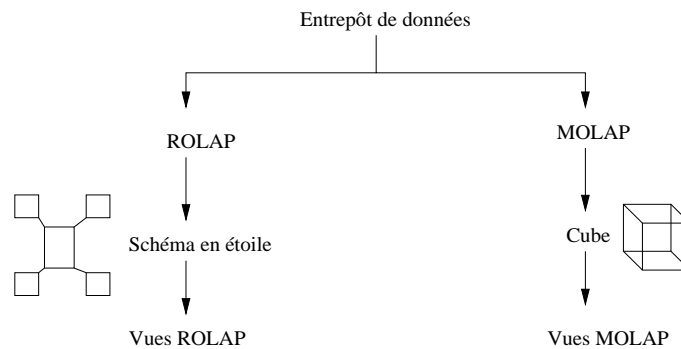 Entrepôt de données
ROLAP
MOLAP
Schéma en étoile
Cube
Vues ROLAP
Vues MOLAP